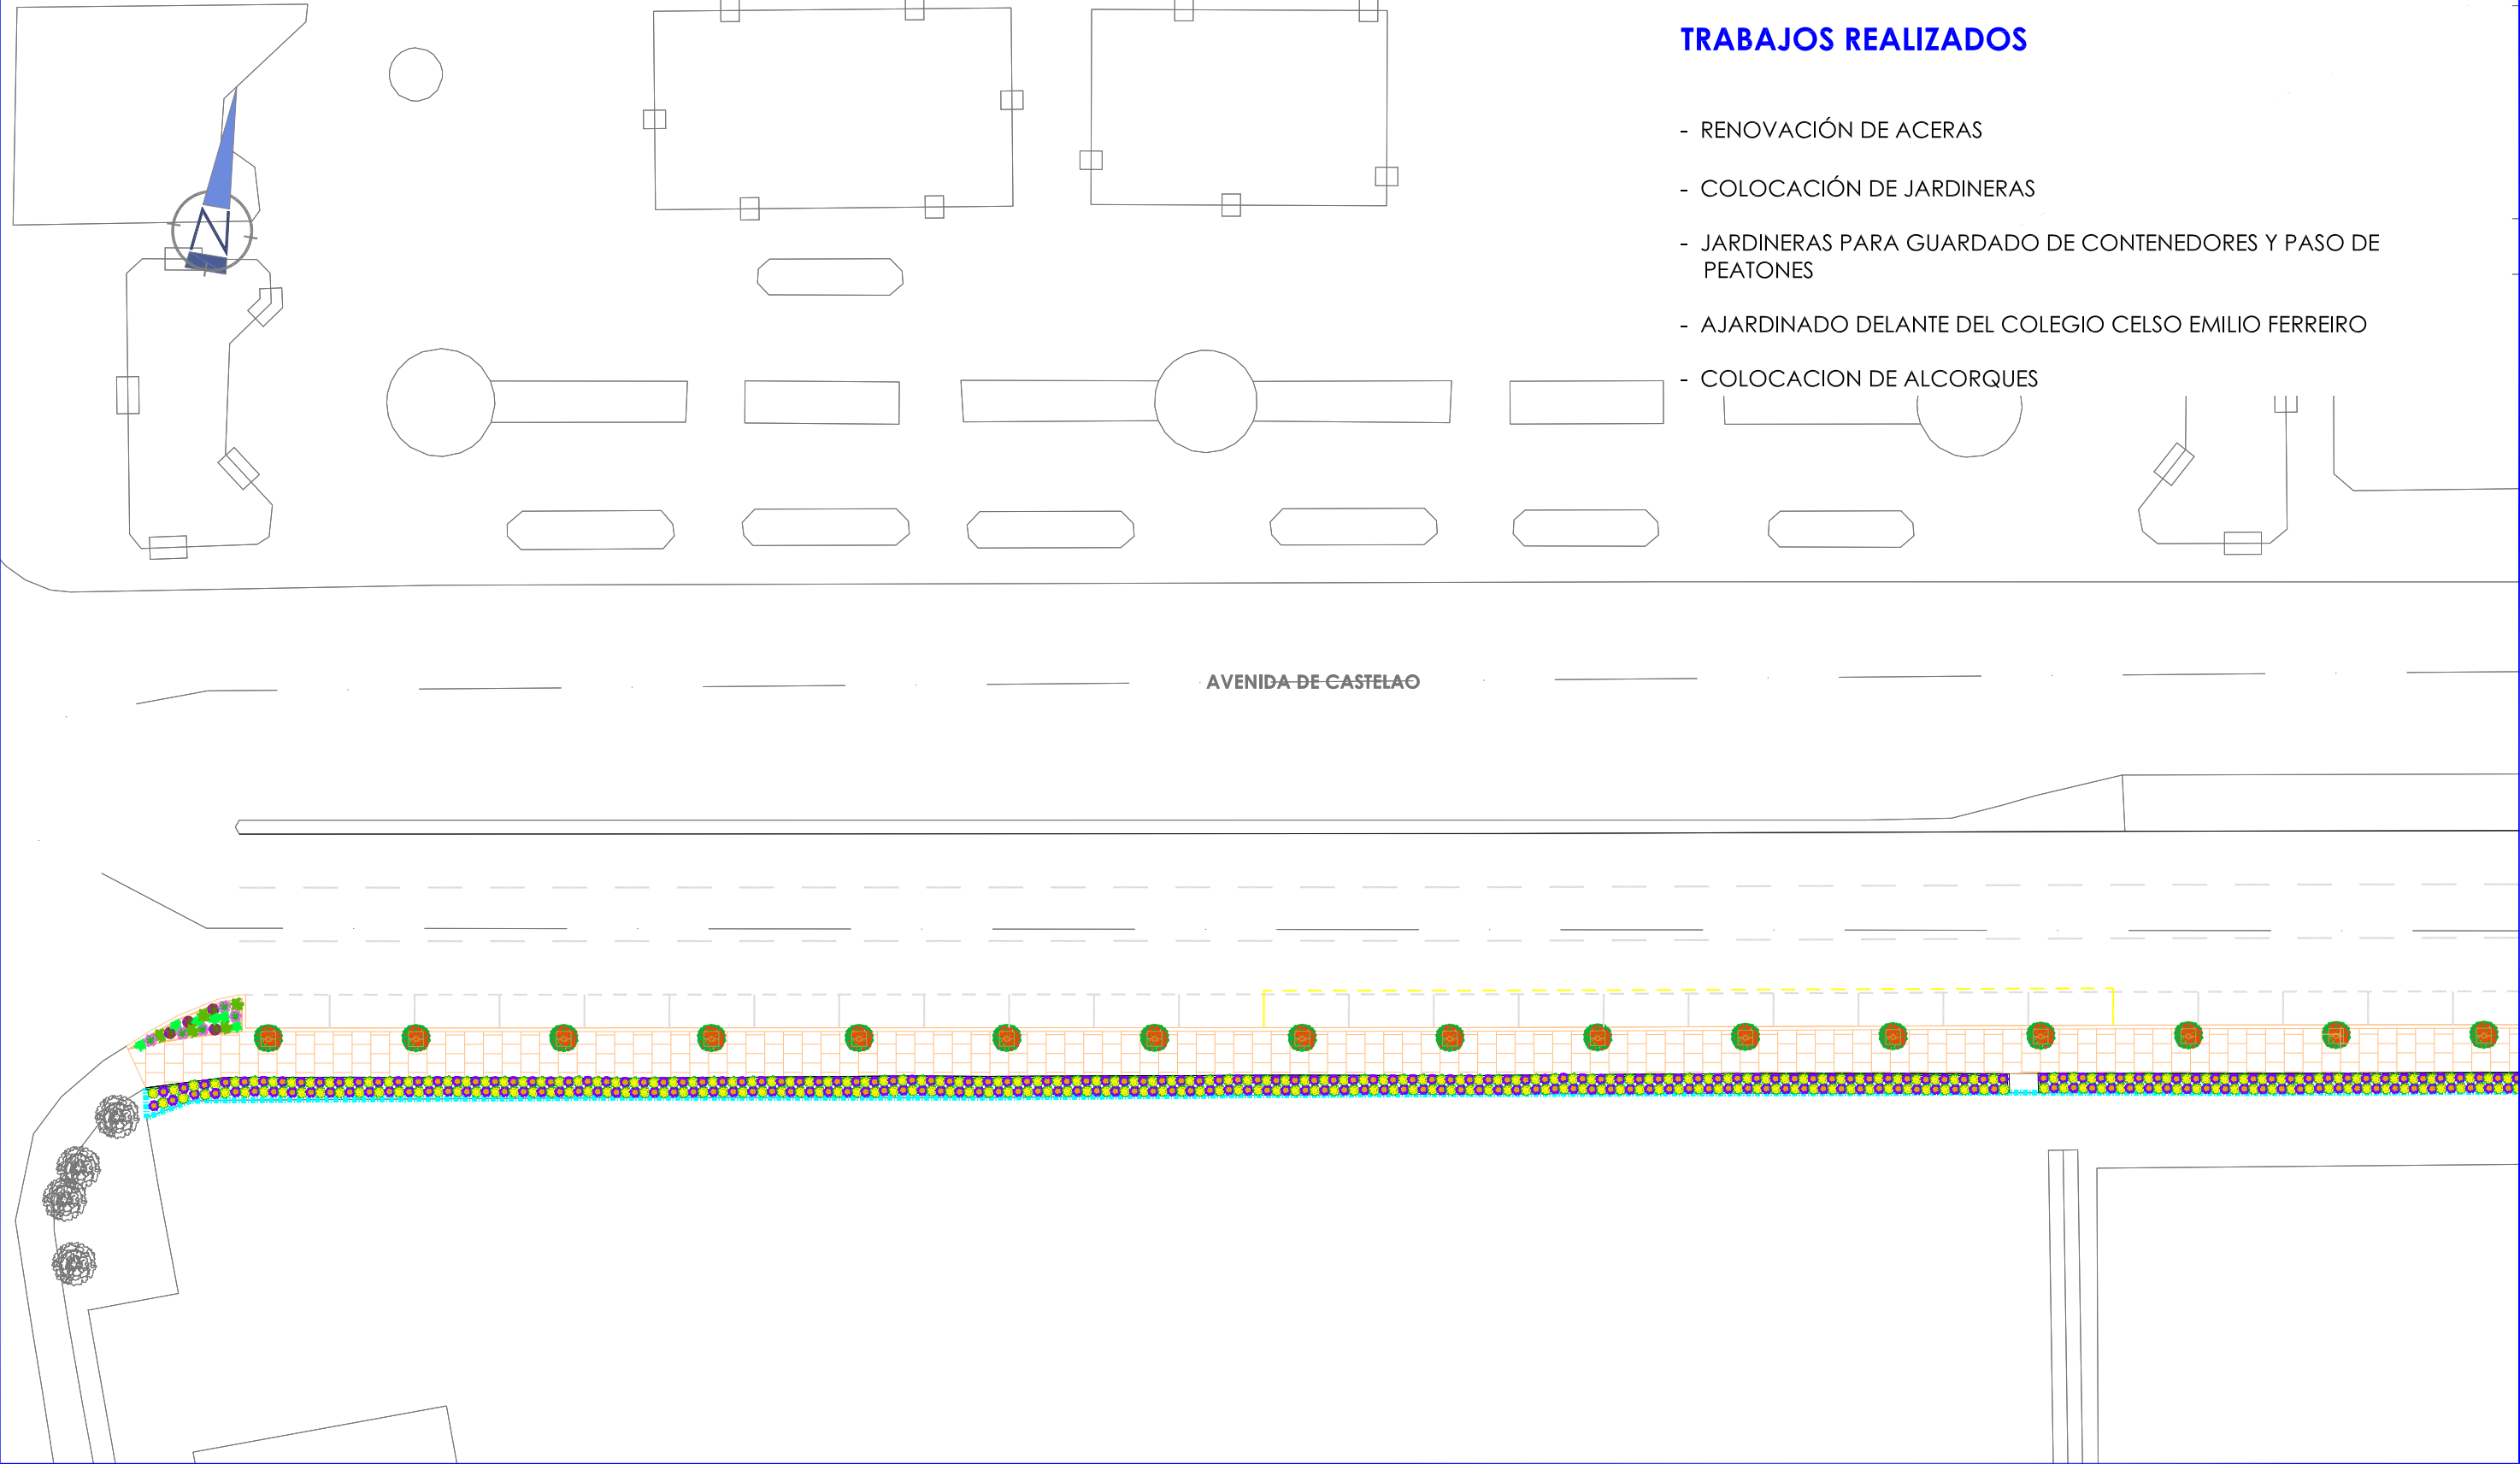 TRABAJOS REALIZADOS
- RENOVACIÓN DE ACERAS
- COLOCACIÓN DE JARDINERAS
- JARDINERAS PARA GUARDADO DE CONTENEDORES Y PASO DE
PEATONES
- AJARDINADO DELANTE DEL COLEGIO CELSO EMILIO FERREIRO
- COLOCACION DE ALCORQUES
N
AVENIDA DE CASTELAO